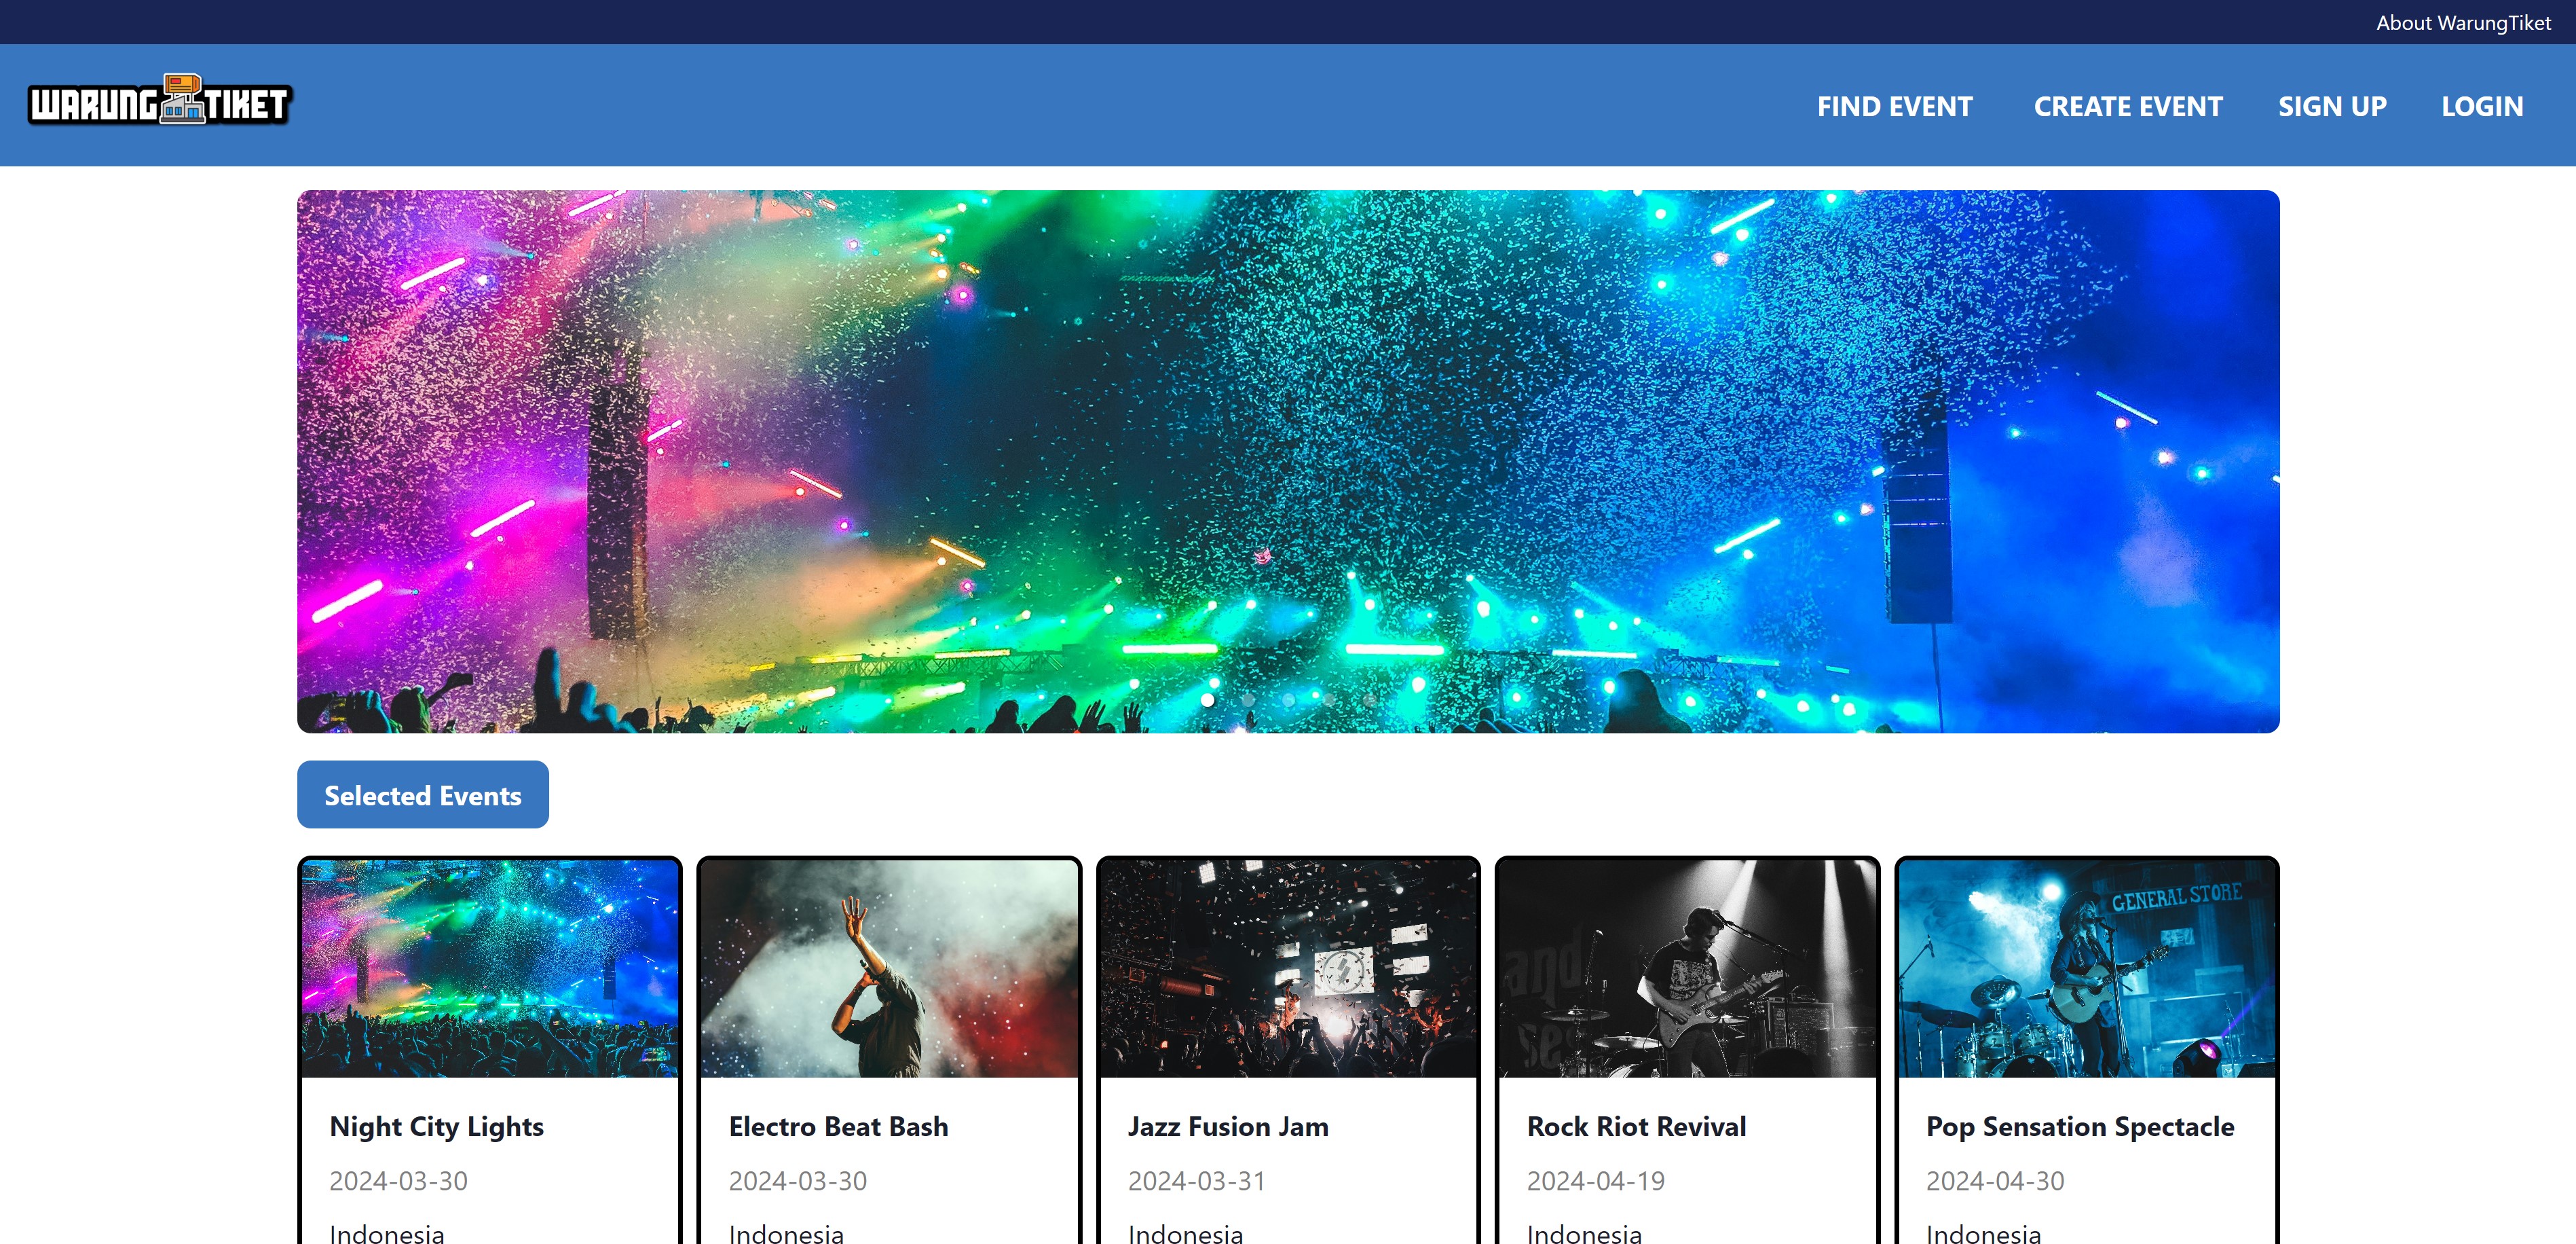 About WarungTiket
WARUNG TIKET
FIND EVENT CREATE EVENT SIGN UP LOGIN
Selected Events
GENERAL STORE
Night City Lights
2024-03-30
Indonesia
Electro Beat Bash
2024-03-30
Indonesia
Jazz Fusion Jam
2024-03-31
Indonesia
Rock Riot Revival
2024-04-19
Indonesia
Pop Sensation Spectacle
2024-04-30
Indonesia